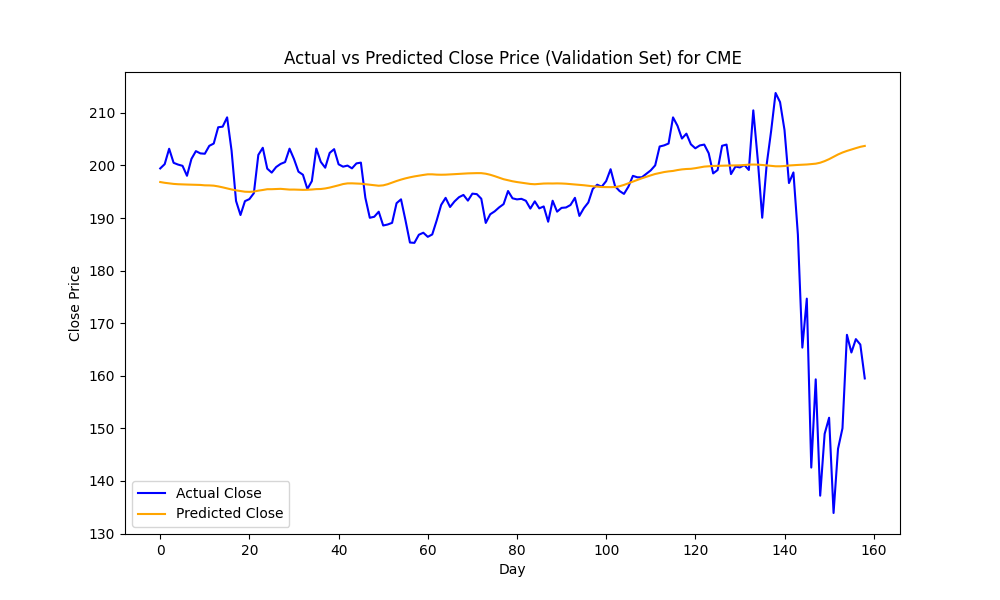 Actual vs Predicted Close Price (Validation Set) for CME
Close Price
210
200
190
180
170
160
150
140
130
Actual Close
Predicted Close
0 20 40 60 80 100 120 140 160
Day